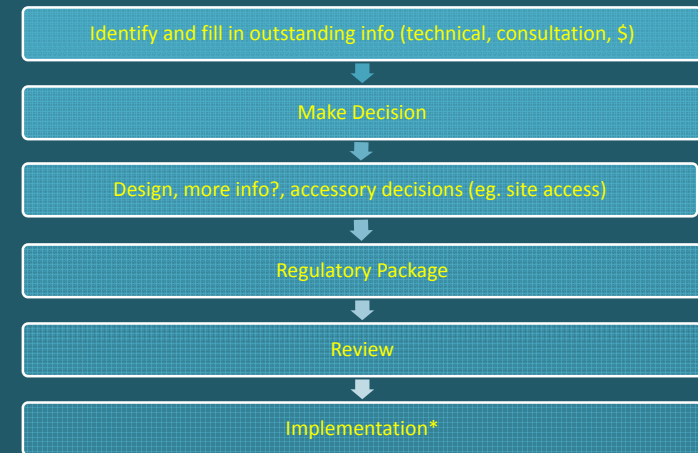 Identify and fill in outstanding info (technical, consultation, $)
Make Decision
Design, more info?, accessory decisions (eg. site access)
Regulatory Package
Review
Implementation*